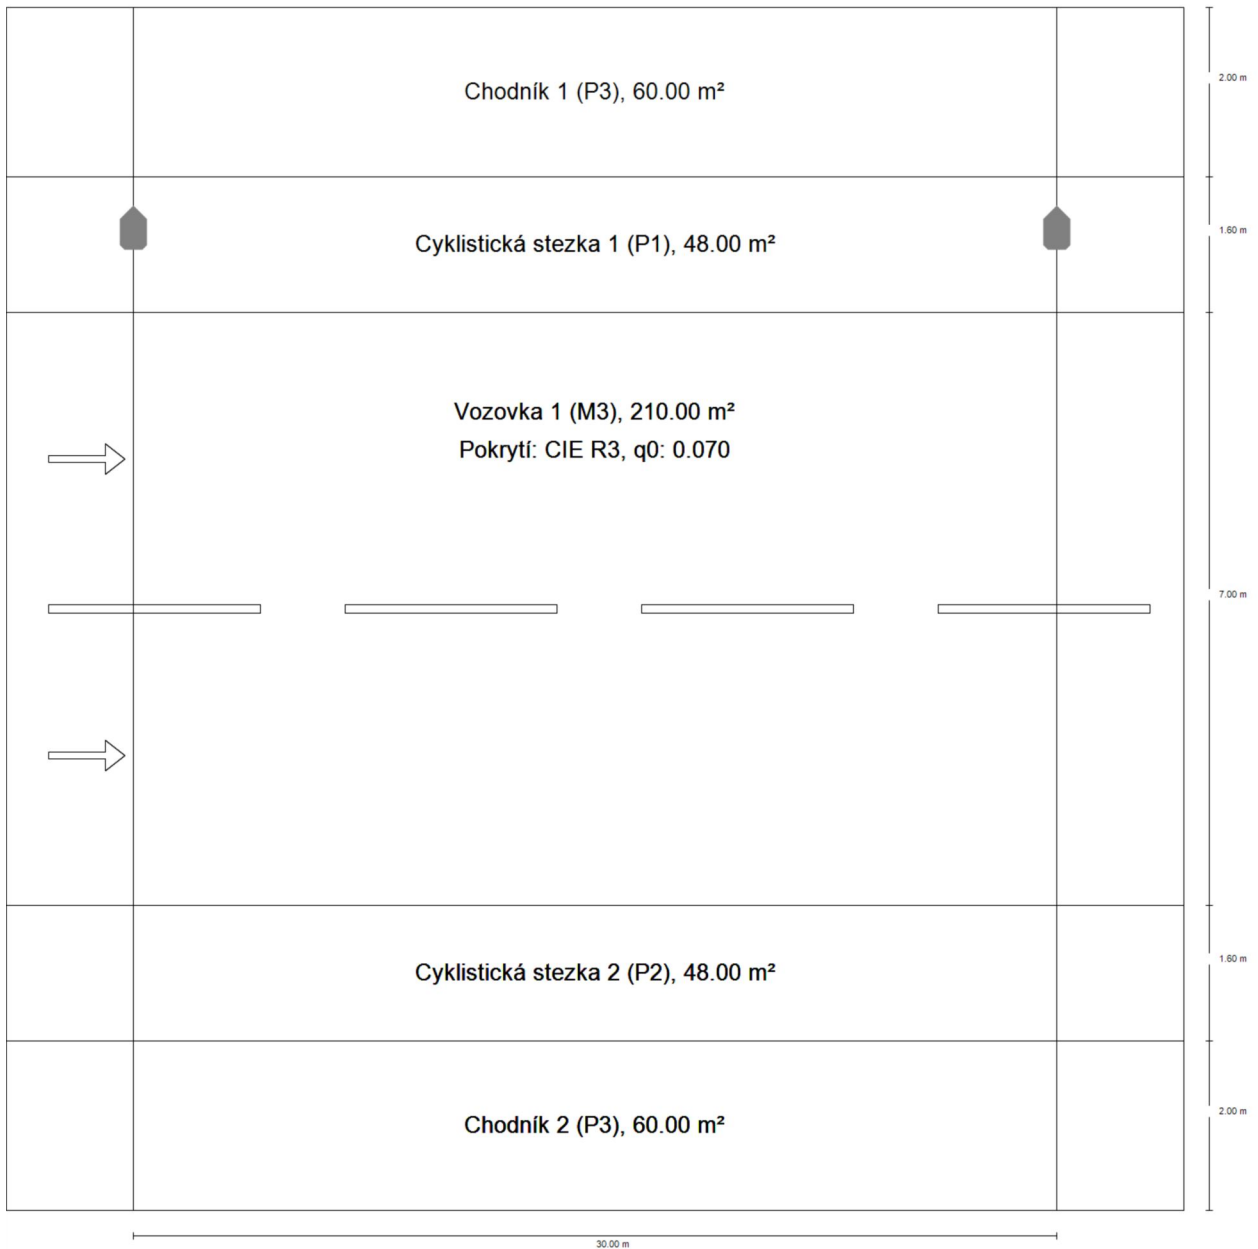 Chodník 1 (P3), 60.00 m²
2.00 m
Cyklistická stezka 1 (P1), 48.00 m²
1.60 m
Vozovka 1 (M3), 210.00 m²
Pokrytí: CIE R3, q0: 0.070
7.00 m
Cyklistická stezka 2 (P2), 48.00 m²
1.60 m
Chodník 2 (P3), 60.00 m²
2.00 m
30.00 m